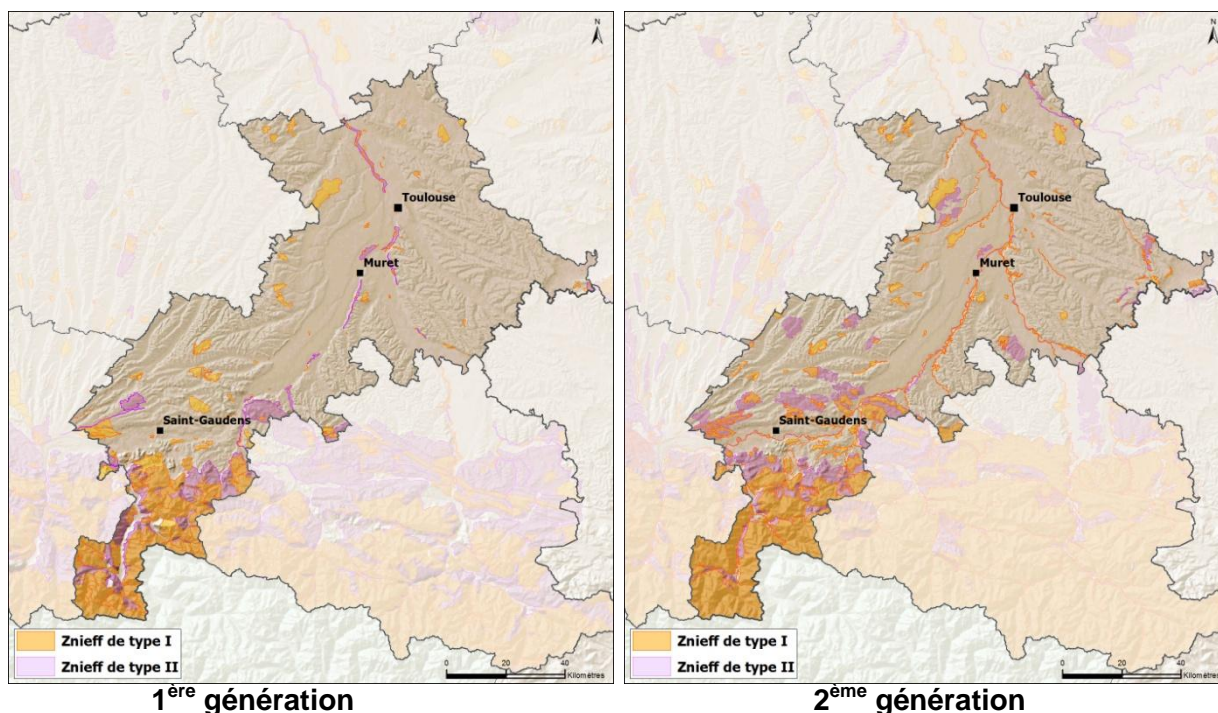 N
Toulouse
Muret
Saint-Gaudens
Znieff de type I
Znieff de type II
0 20 40
Kilomètres
1ère génération
N
Toulouse
Muret
Saint-Gaudens
Znieff de type I
Znieff de type II
0 20 40
Kilomètres
2ème génération